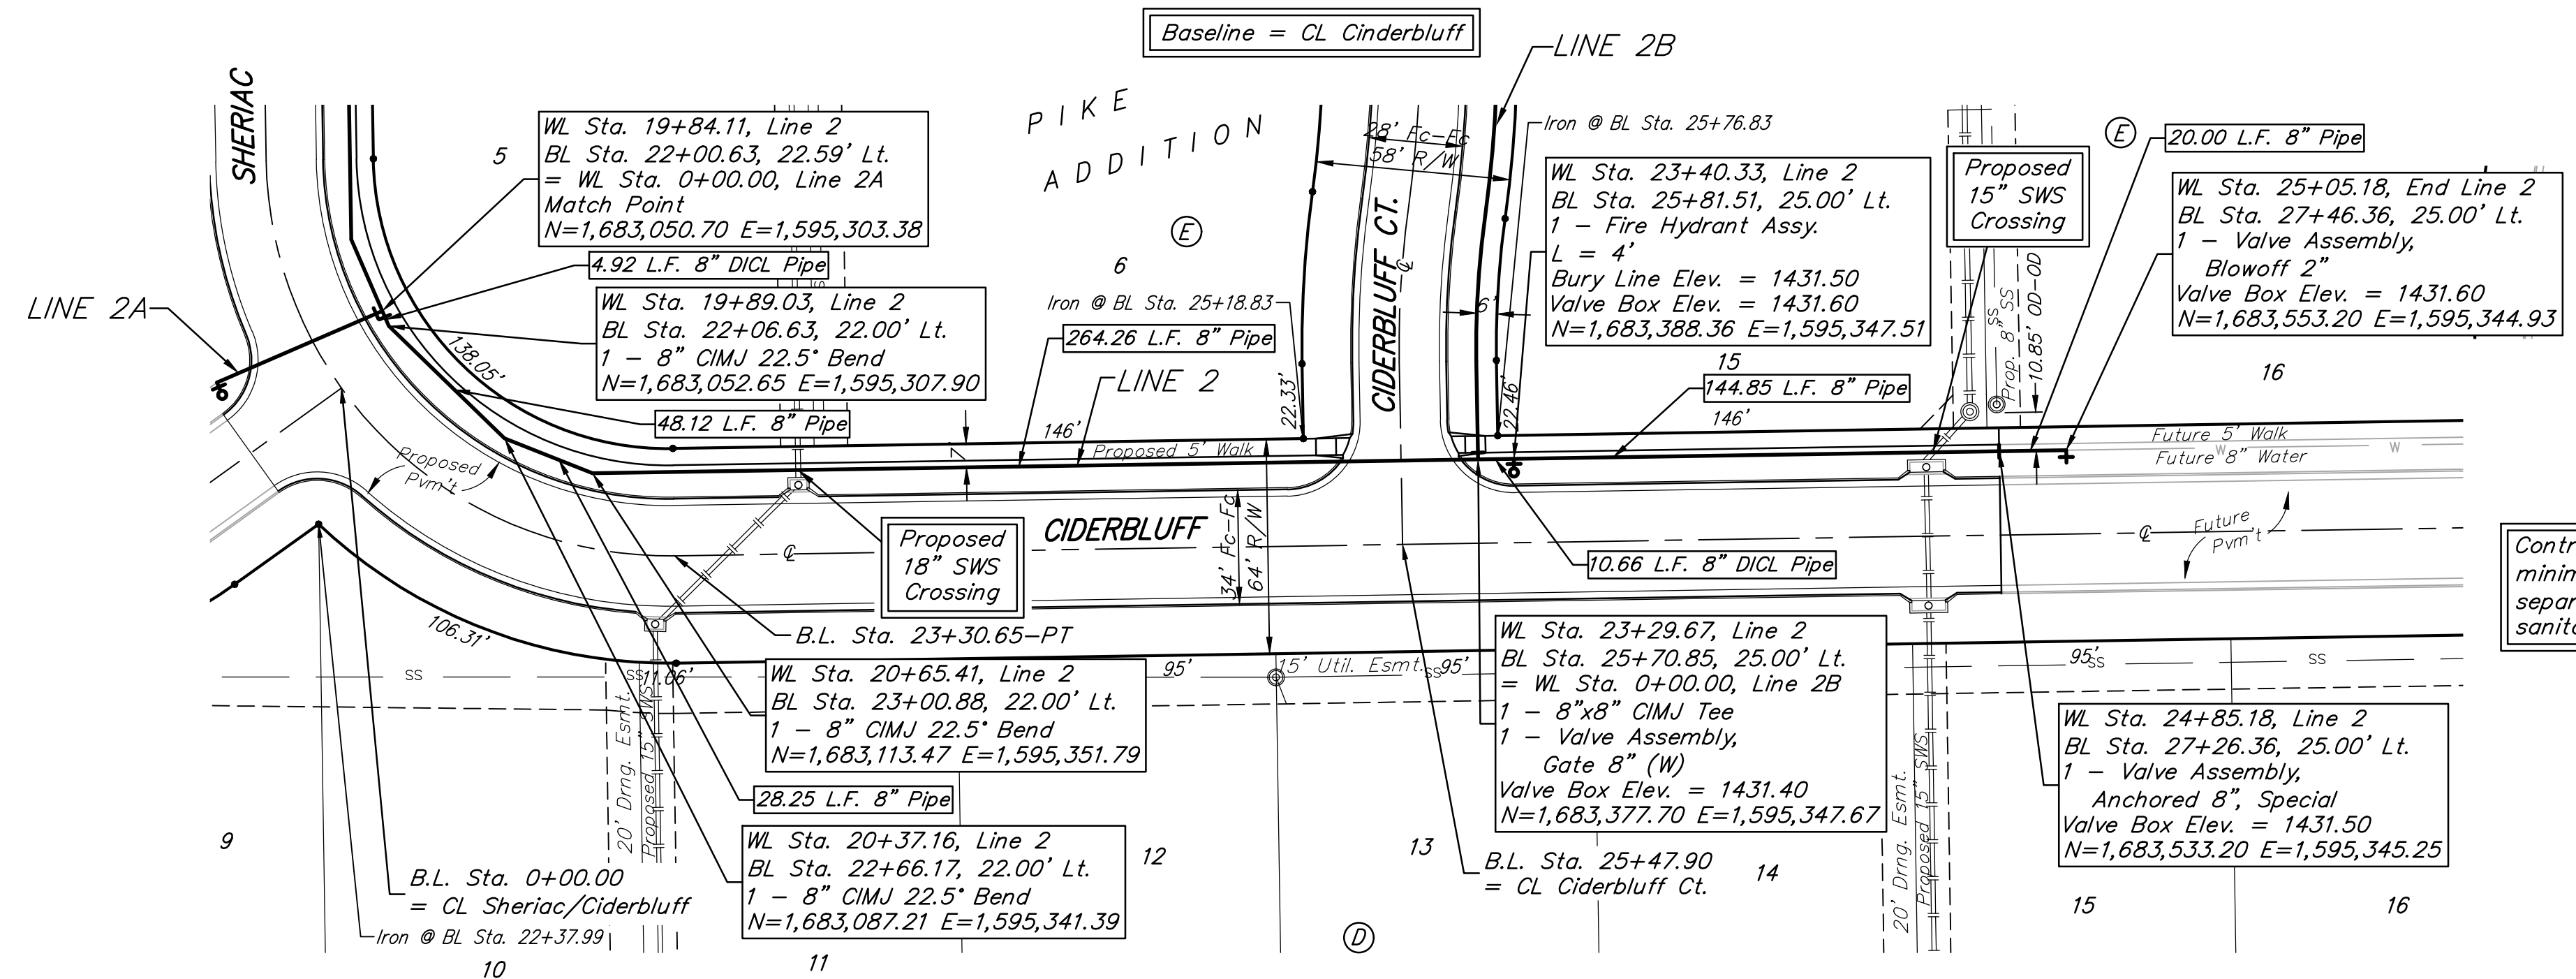 Baseline = CL Cinderbluff
LINE 2B
SHERIAC
PIKE
ADDITION
28' Fc-Fc
58' R/W
Iron @ BL Sta. 25+76.83
E
20.00 L.F. 8" Pipe
5
WL Sta. 19+84.11, Line 2
BL Sta. 22+00.63, 22.59' Lt.
= WL Sta. 0+00.00, Line 2A
Match Point
N=1,683,050.70 E=1,595,303.38
WL Sta. 23+40.33, Line 2
BL Sta. 25+81.51, 25.00' Lt.
1 - Fire Hydrant Assy.
L = 4'
Bury Line Elev. = 1431.50
Valve Box Elev. = 1431.60
N=1,683,388.36 E=1,595,347.51
Proposed
15" SWS
Crossing
WL Sta. 25+05.18, End Line 2
BL Sta. 27+46.36, 25.00' Lt.
1 - Valve Assembly,
Blowoff 2"
Valve Box Elev. = 1431.60
N=1,683,553.20 E=1,595,344.93
E
6
4.92 L.F. 8" DICL Pipe
S
LINE 2A
WL Sta. 19+89.03, Line 2
BL Sta. 22+06.63, 22.00' Lt.
1 - 8" CIMJ 22.5° Bend
N=1,683,052.65 E=1,595,307.90
Iron @ BL Sta. 25+18.83
264.26 L.F. 8" Pipe
LINE 2
CIDERBLUFF CT.
℄
6'
SS
Prop. 8" SS
10.85' OD-OD
15
16
144.85 L.F. 8" Pipe
138.05'
48.12 L.F. 8" Pipe
22.33'
22.46'
146'
146'
7'
Proposed 5' Walk
Future 5' Walk
W
W
Future 8" Water
Proposed
Pvm't
CIDERBLUFF
℄
34' Fc-Fc
64' R/W
Proposed
18" SWS
Crossing
10.66 L.F. 8" DICL Pipe
℄
Future
Pvm't
Contr
minim
separ
sanita
106.31'
B.L. Sta. 23+30.65-PT
SS
SS
11.06'
95'
15' Util. Esmt.
SS
95'
95'
SS
SS
WL Sta. 20+65.41, Line 2
BL Sta. 23+00.88, 22.00' Lt.
1 - 8" CIMJ 22.5° Bend
N=1,683,113.47 E=1,595,351.79
WL Sta. 23+29.67, Line 2
BL Sta. 25+70.85, 25.00' Lt.
= WL Sta. 0+00.00, Line 2B
1 - 8"x8" CIMJ Tee
1 - Valve Assembly,
Gate 8" (W)
Valve Box Elev. = 1431.40
N=1,683,377.70 E=1,595,347.67
WL Sta. 24+85.18, Line 2
BL Sta. 27+26.36, 25.00' Lt.
1 - Valve Assembly,
Anchored 8", Special
Valve Box Elev. = 1431.50
N=1,683,533.20 E=1,595,345.25
20' Drng. Esmt.
Proposed 15" SWS
28.25 L.F. 8" Pipe
20' Drng. Esmt.
Proposed 15" SWS
WL Sta. 20+37.16, Line 2
BL Sta. 22+66.17, 22.00' Lt.
1 - 8" CIMJ 22.5° Bend
N=1,683,087.21 E=1,595,341.39
9
12
13
B.L. Sta. 25+47.90
= CL Ciderbluff Ct.
14
B.L. Sta. 0+00.00
= CL Sheriac/Ciderbluff
Iron @ BL Sta. 22+37.99
15
16
D
10
11